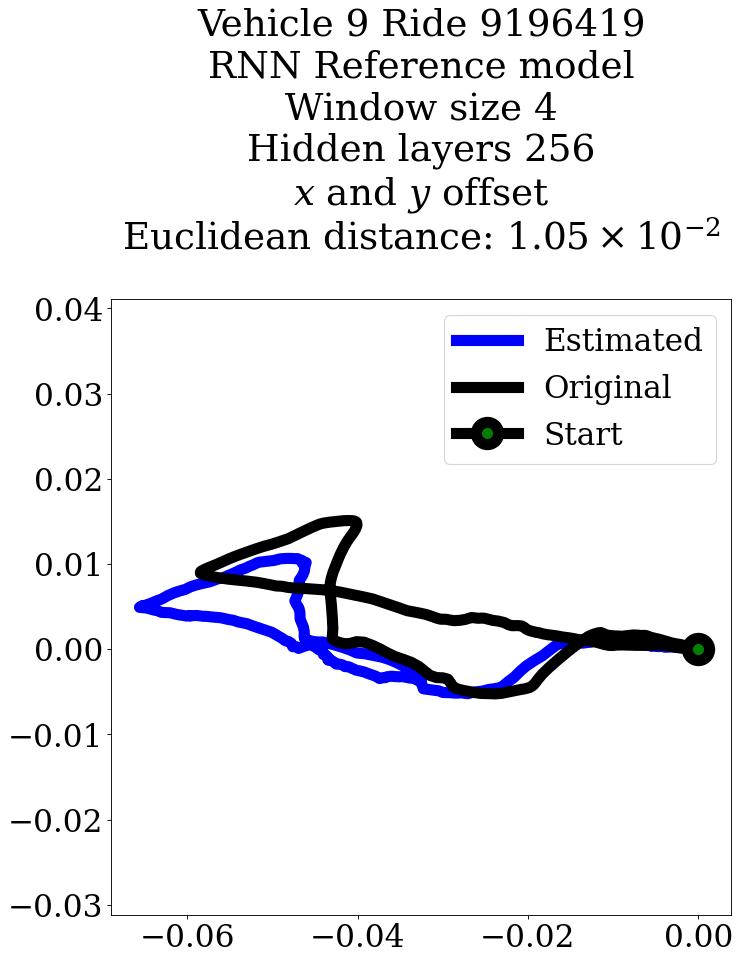 Vehicle 9 Ride 9196419
RNN Reference model
Window size 4
Hidden layers 256
x and y offset
Euclidean distance: 1.05 × 10⁻²
0.04
0.03
0.02
0.01
0.00
−0.01
−0.02
−0.03
Estimated
Original
Start
−0.06 −0.04 −0.02 0.00